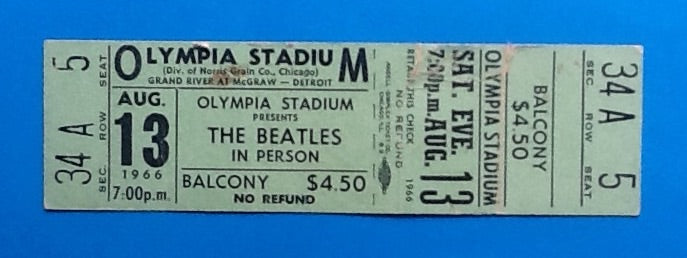 34 A 5
SEC. ROW SEAT
OLYMPIA STADIUM
(Div. of Norris Grain Co., Chicago)
GRAND RIVER AT McGRAW — DETROIT
AUG.
13
1966
7:00p.m.
OLYMPIA STADIUM
PRESENTS
THE BEATLES
IN PERSON
BALCONY $4.50
NO REFUND
RETAIN THIS CHECK
NO REFUND
1966
7:00p.m. AUG. 13
SAT. EVE.
OLYMPIA STADIUM
BALCONY
$4.50
SEC ROW SEAT
34 A 5